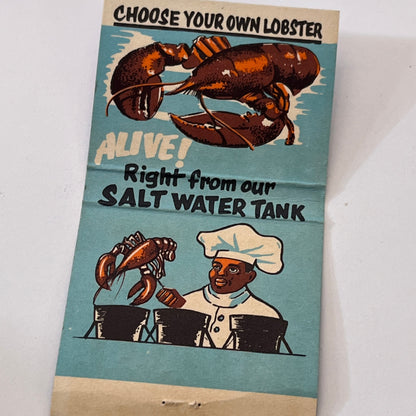 CHOOSE YOUR OWN LOBSTER
ALIVE!
Right from our
SALT WATER TANK